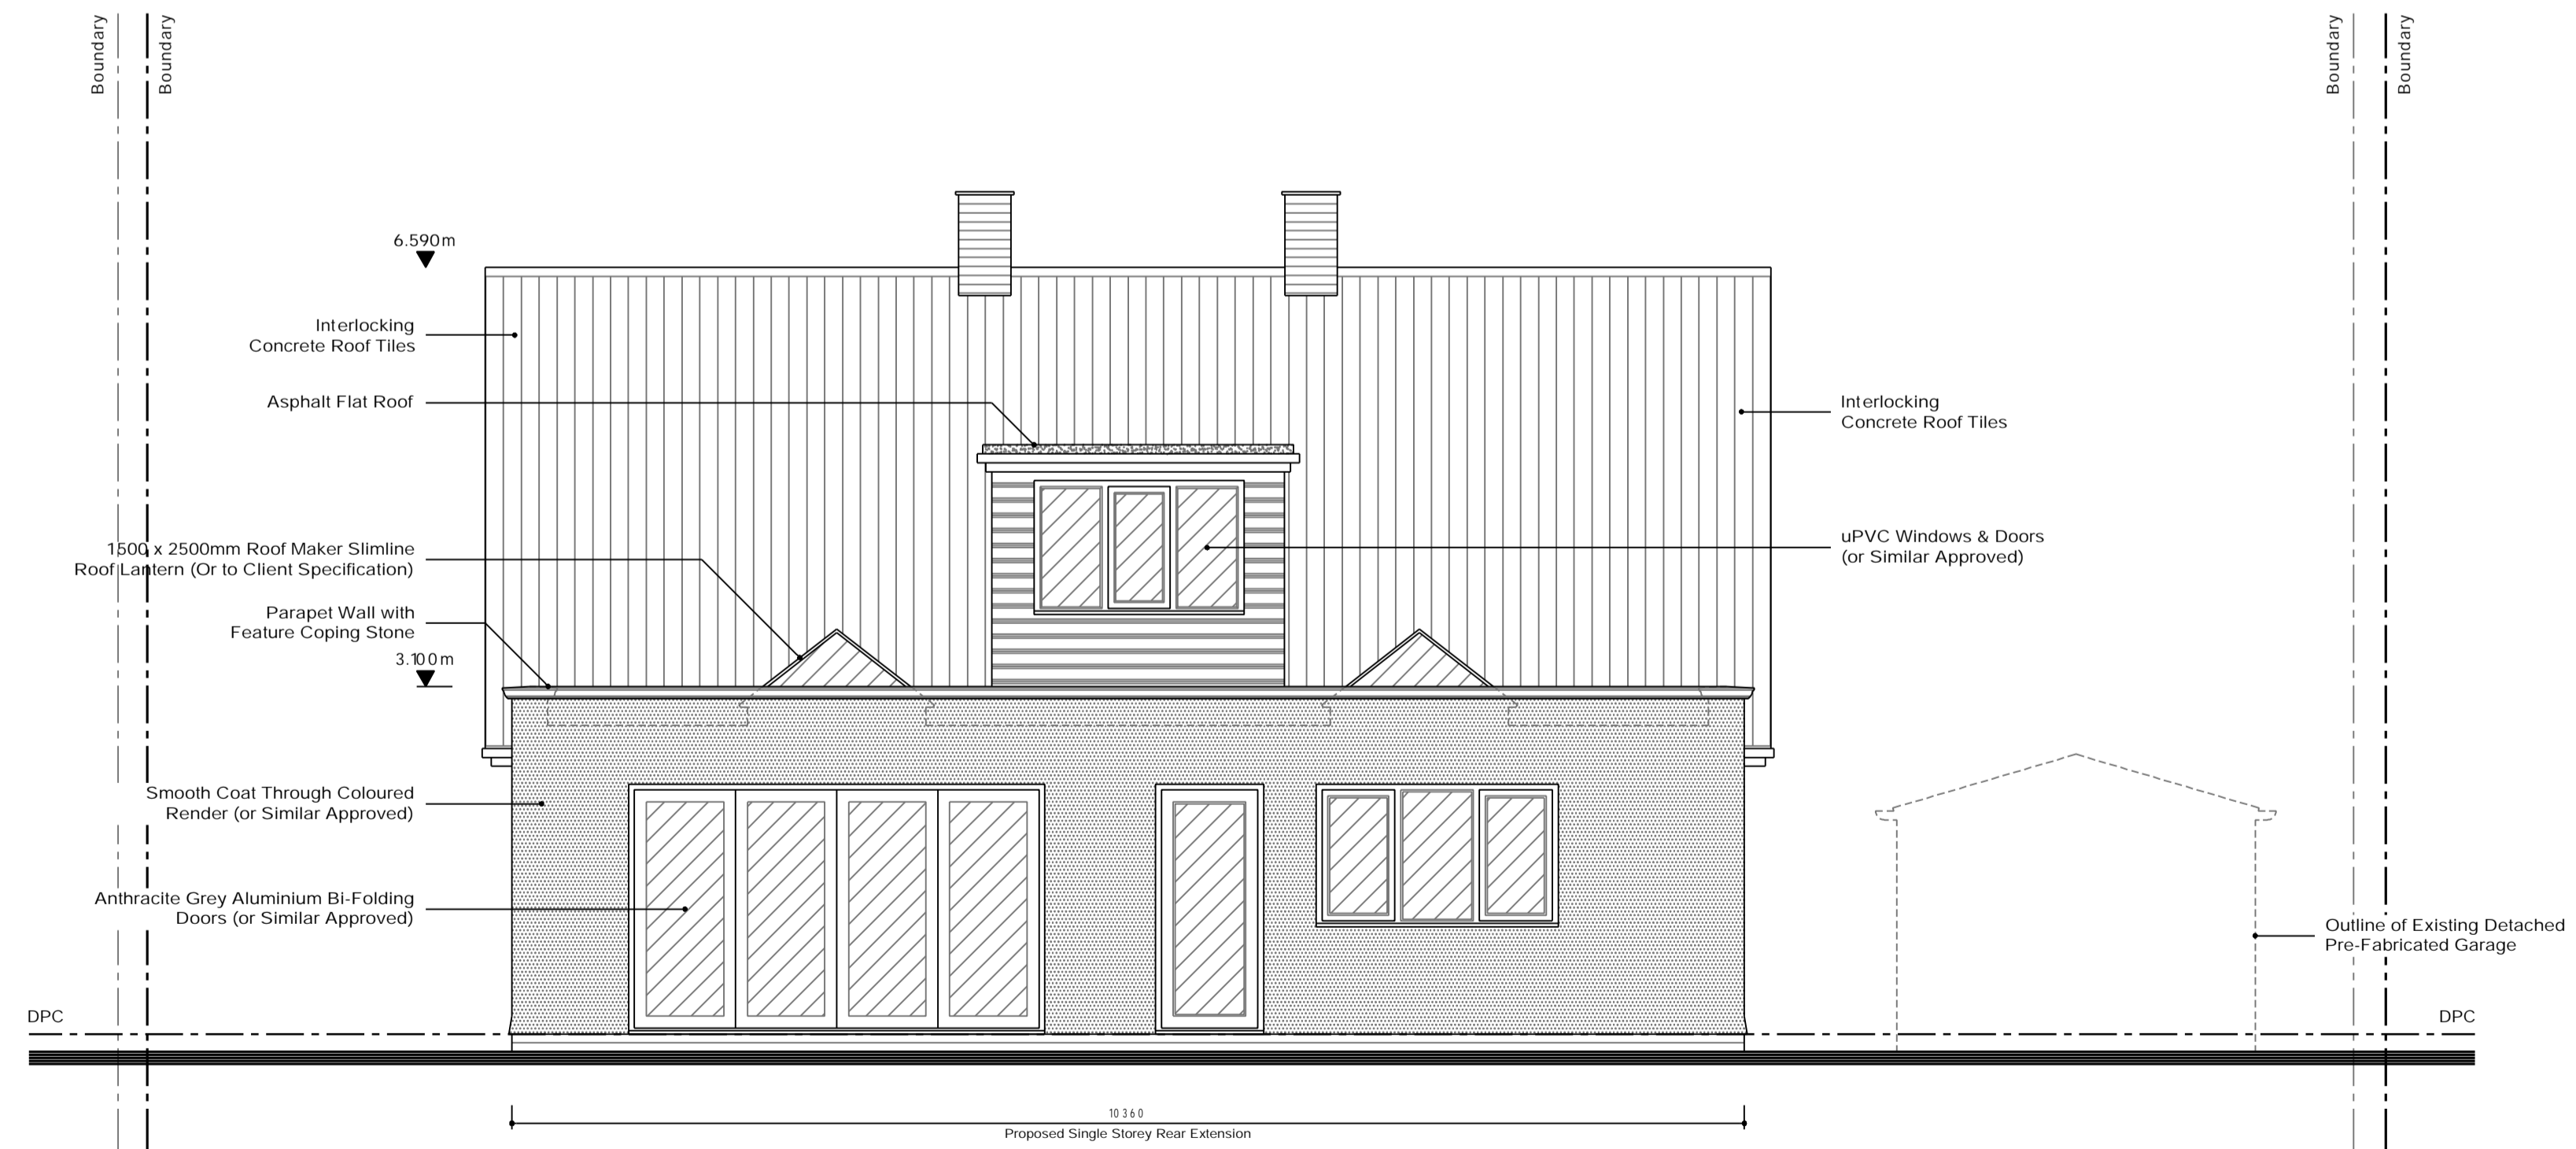 Boundary
Boundary
Boundary
Boundary
6.590m
Interlocking
Concrete Roof Tiles
Asphalt Flat Roof
Interlocking
Concrete Roof Tiles
1500 x 2500mm Roof Maker Slimline
Roof Lantern (Or to Client Specification)
uPVC Windows & Doors
(or Similar Approved)
Parapet Wall with
Feature Coping Stone
3.100m
Smooth Coat Through Coloured
Render (or Similar Approved)
Anthracite Grey Aluminium Bi-Folding
Doors (or Similar Approved)
Outline of Existing Detached
Pre-Fabricated Garage
DPC
DPC
10360
Proposed Single Storey Rear Extension